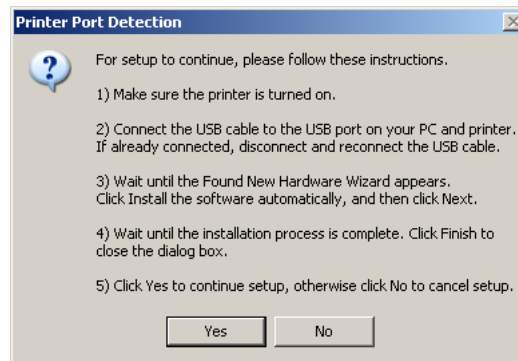 Printer Port Detection
For setup to continue, please follow these instructions.
1) Make sure the printer is turned on.
2) Connect the USB cable to the USB port on your PC and printer.
If already connected, disconnect and reconnect the USB cable.
3) Wait until the Found New Hardware Wizard appears.
Click Install the software automatically, and then click Next.
4) Wait until the installation process is complete. Click Finish to
close the dialog box.
5) Click Yes to continue setup, otherwise click No to cancel setup.
Yes No